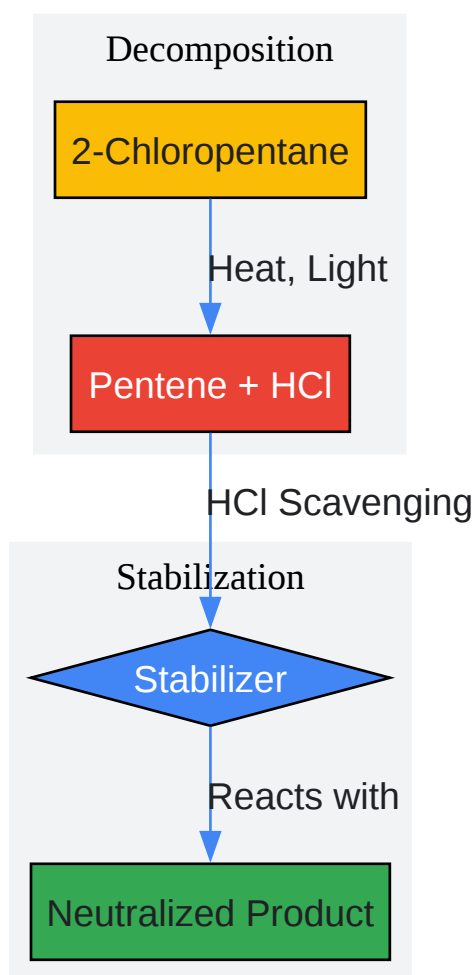 Decomposition
2-Chloropentane
Heat, Light
Pentene + HCl
HCl Scavenging
Stabilization
Stabilizer
Reacts with
Neutralized Product